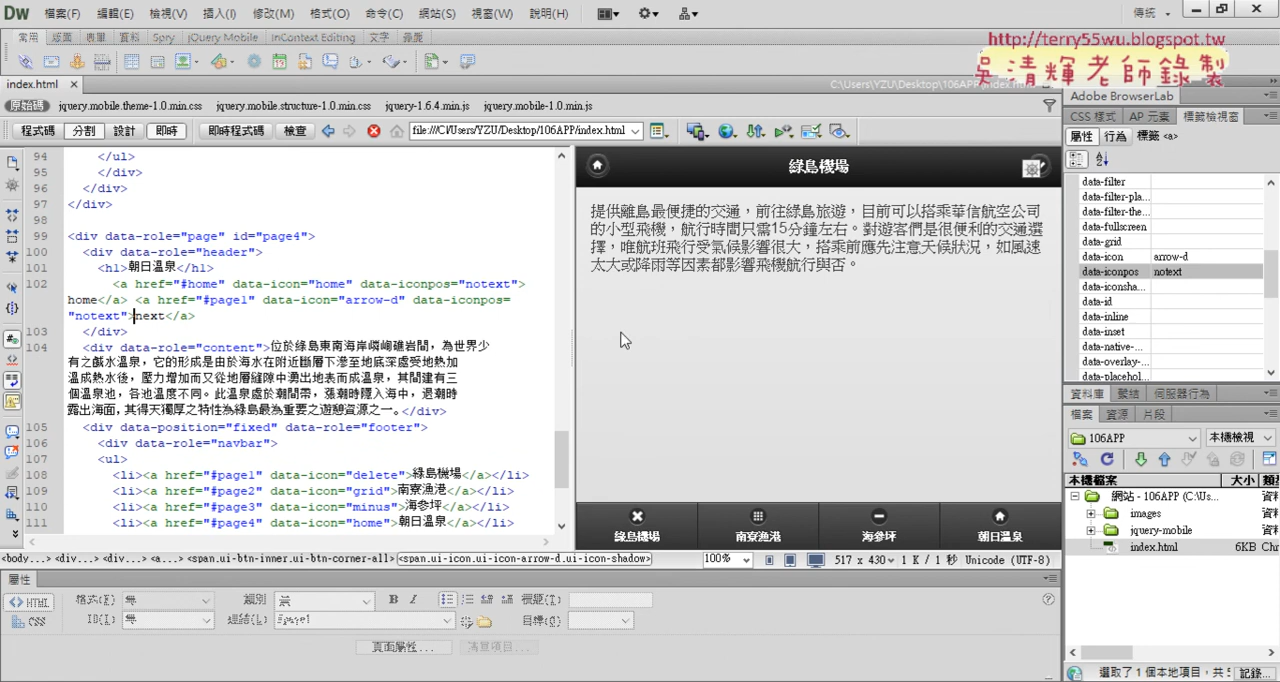 Dw 檔案(F) 編輯(E) 檢視(V) 插入(I) 修改(M) 格式(O) 命令(C) 網站(S) 視窗(W) 說明(H) 傳統
常用 版面 表單 資料 Spry jQuery Mobile InContext Editing 文字 我的最愛
http://terry55wu.blogspot.tw
吳清輝老師錄製
index.html
C:\Users\YZU\Desktop\106APP\index.html
原始碼 jquery.mobile.theme-1.0.min.css jquery.mobile.structure-1.0.min.css jquery-1.6.4.min.js jquery.mobile-1.0.min.js
程式碼 分割 設計 即時 即時程式碼 檢查 file:///C|/Users/YZU/Desktop/106APP/index.html
94 </ul>
95 </div>
96 </div>
97 </div>
98
99 <div data-role="page" id="page4">
100 <div data-role="header">
101 <h1>朝日溫泉</h1>
102 <a href="#home" data-icon="home" data-iconpos="notext">
home</a> <a href="#page1" data-icon="arrow-d" data-iconpos=
"notext">next</a>
103 </div>
104 <div data-role="content">位於綠島東南海岸嶙峋礁岩間，為世界少
有之鹹水溫泉，它的形成是由於海水在附近斷層下滲至地底深處受地熱加
溫成熱水後，壓力增加而又從地層縫隙中湧出地表而成溫泉，其間建有三
個溫泉池，各池溫度不同。此溫泉處於潮間帶，漲潮時隱入海中，退潮時
露出海面，其得天獨厚之特性為綠島最為重要之遊憩資源之一。</div>
105 <div data-position="fixed" data-role="footer">
106 <div data-role="navbar">
107 <ul>
108 <li><a href="#page1" data-icon="delete">綠島機場</a></li>
109 <li><a href="#page2" data-icon="grid">南寮漁港</a></li>
110 <li><a href="#page3" data-icon="minus">海參坪</a></li>
111 <li><a href="#page4" data-icon="home">朝日溫泉</a></li>
綠島機場
提供離島最便捷的交通，前往綠島旅遊，目前可以搭乘華信航空公司
的小型飛機，航行時間只需15分鐘左右。對遊客們是很便利的交通選
擇，唯航班飛行受氣候影響很大，搭乘前應先注意天候狀況，如風速
太大或降雨等因素都影響飛機航行與否。
綠島機場 南寮漁港 海參坪 朝日溫泉
<body...> <div...> <div...> <a...> <span.ui-btn-inner.ui-btn-corner-all> <span.ui-icon.ui-icon-arrow-d.ui-icon-shadow>
100% 517 x 430 1 K / 1 秒 Unicode (UTF-8)
屬性
HTML 格式(F) 無 類別 無 B I 標題(T)
CSS ID(I) 無 連結(L) #page1 目標(G)
頁面屬性... 清單項目...
Adobe BrowserLab
CSS 樣式 AP 元素 標籤檢視窗
屬性 行為 標籤 <a>
data-filter
data-filter-pla...
data-filter-the...
data-fullscreen
data-grid
data-icon arrow-d
data-iconpos notext
data-iconsha...
data-id
data-inline
data-inset
data-native-...
data-overlay-...
data-placehol...
資料庫 繫結 伺服器行為
檔案 資源 片段
106APP 本機檢視
本機檔案 大小 類
網站 - 106APP (C:\Us...
images
jquery-mobile
index.html 6KB Chr
選取了 1 個本地項目，共 記錄...